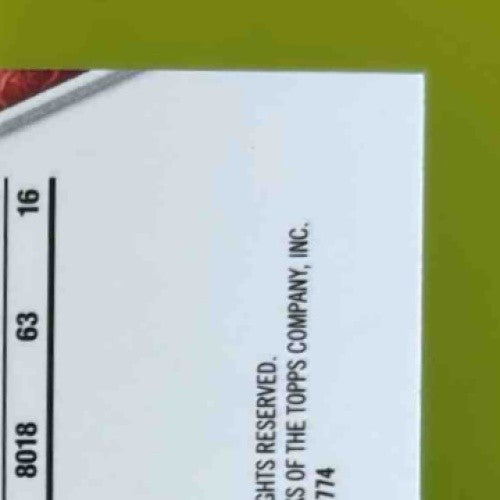 8018 63 16
GHTS RESERVED.
OF THE TOPPS COMPANY, INC.
774